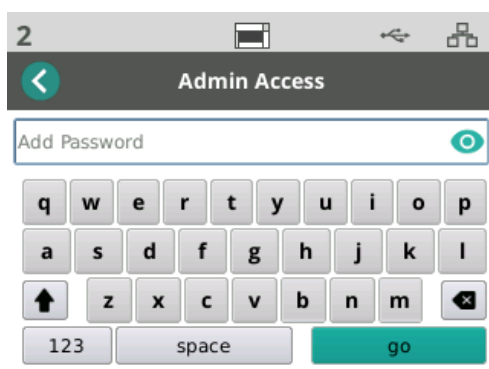 2
Admin Access
Add Password
q w e r t y u i o p
a s d f g h j k l
z x c v b n m
123 space go